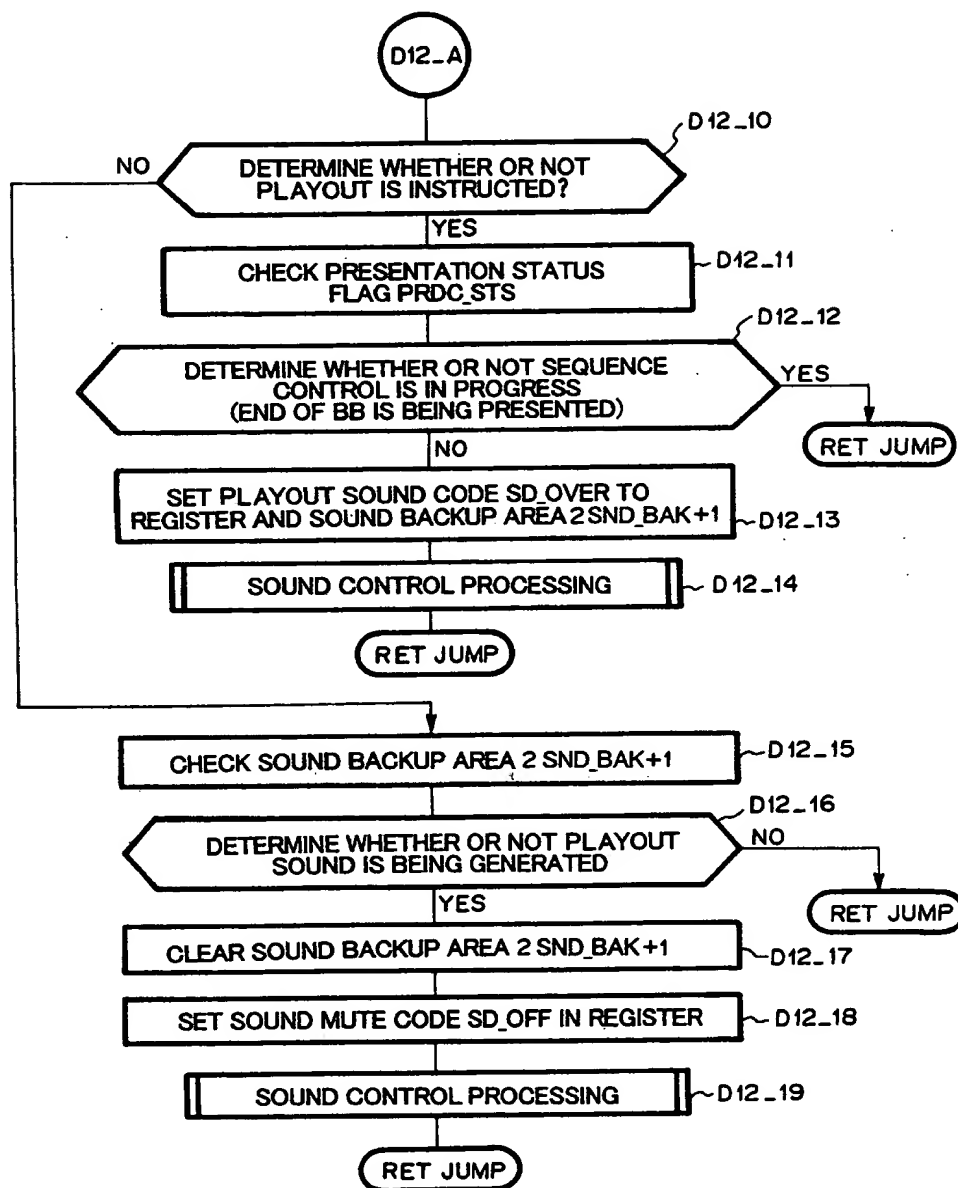 D12_A
D12_10
NO
DETERMINE WHETHER OR NOT
PLAYOUT IS INSTRUCTED?
YES
D12_11
CHECK PRESENTATION STATUS
FLAG PRDC_STS
D12_12
DETERMINE WHETHER OR NOT SEQUENCE
CONTROL IS IN PROGRESS
(END OF BB IS BEING PRESENTED)
YES
RET JUMP
NO
SET PLAYOUT SOUND CODE SD_OVER TO
REGISTER AND SOUND BACKUP AREA 2 SND_BAK+1
D12_13
SOUND CONTROL PROCESSING
D12_14
RET JUMP
CHECK SOUND BACKUP AREA 2 SND_BAK+1
D12_15
D12_16
DETERMINE WHETHER OR NOT PLAYOUT
SOUND IS BEING GENERATED
NO
RET JUMP
YES
CLEAR SOUND BACKUP AREA 2 SND_BAK+1
D12_17
SET SOUND MUTE CODE SD_OFF IN REGISTER
D12_18
SOUND CONTROL PROCESSING
D12_19
RET JUMP